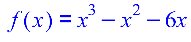 f(x) = x³ − x² − 6x